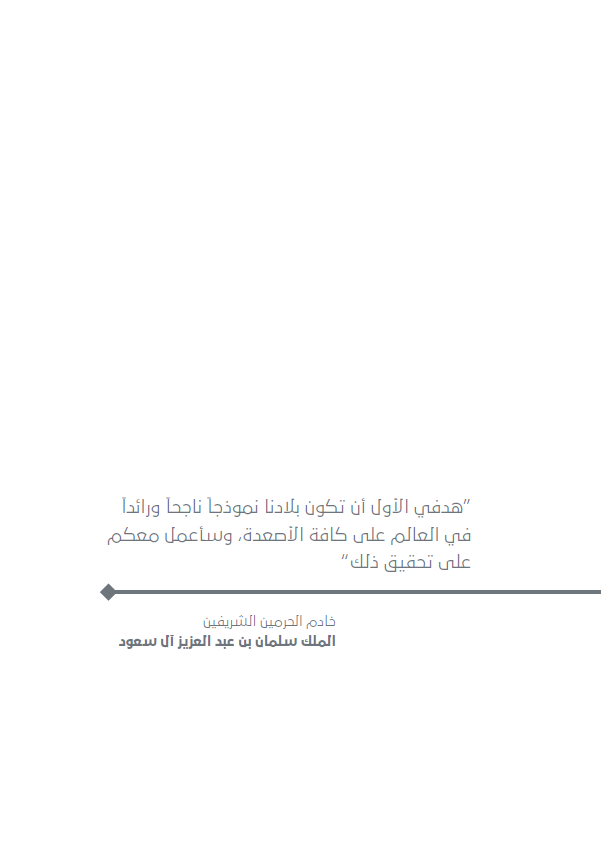 "هدفي الأول أن تكون بلادنا نموذجاً ناجحاً ورائداً
في العالم على كافة الأصعدة، وسأعمل معكم
على تحقيق ذلك"
خادم الحرمين الشريفين
الملك سلمان بن عبد العزيز آل سعود